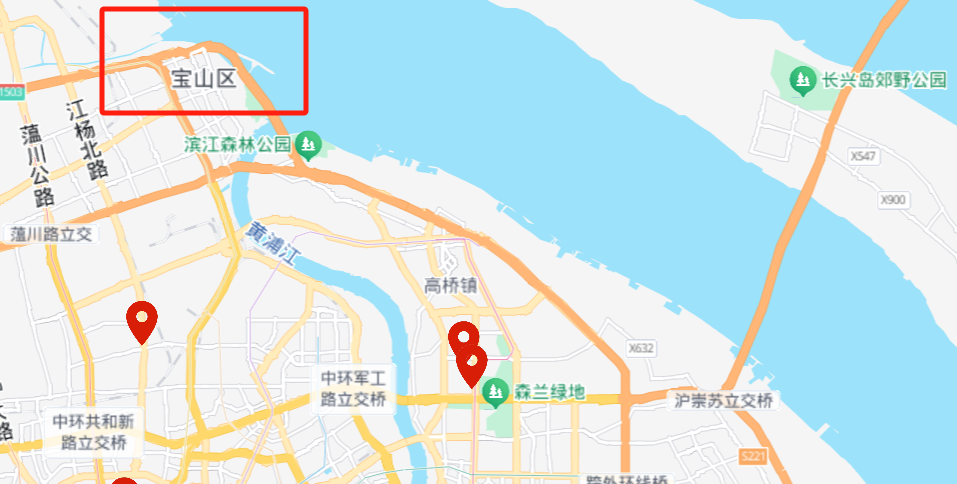 宝山区
长兴岛郊野公园
1503
江杨北路
蕰川公路
滨江森林公园
X547
X900
蕰川路立交
黄浦江
高桥镇
X632
中环军工
路立交桥
森兰绿地
沪崇苏立交桥
中环共和新
路立交桥
S221